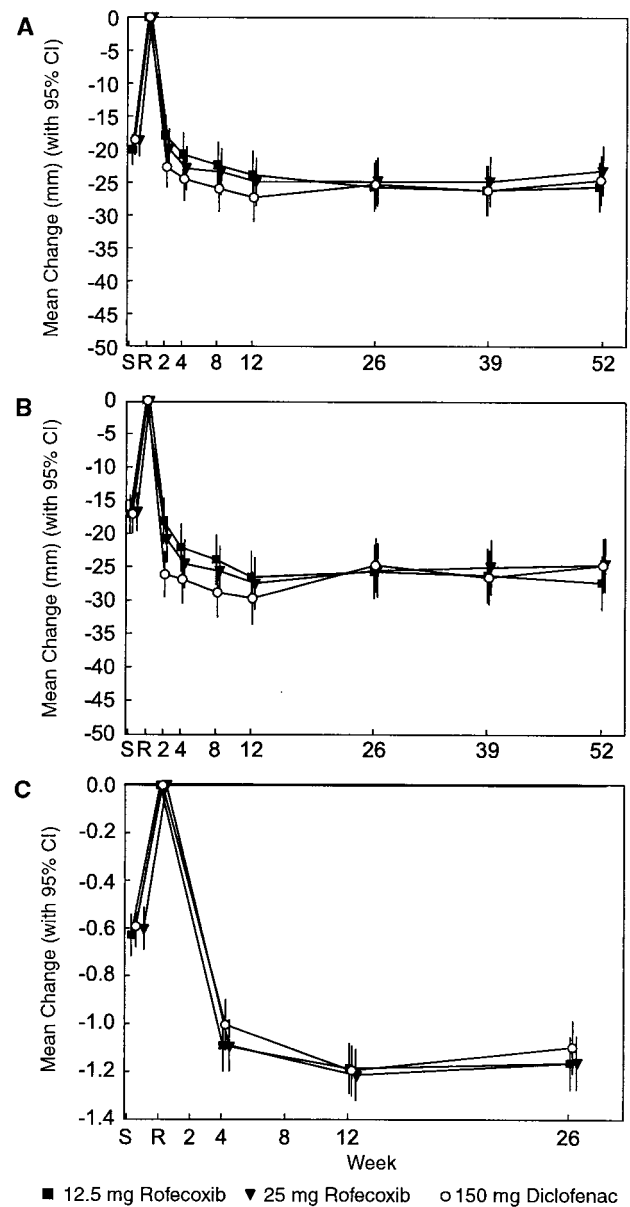 A
Mean Change (mm) (with 95% CI)
0
-5
-10
-15
-20
-25
-30
-35
-40
-45
-50
S R 2 4 8 12 26 39 52
B
Mean Change (mm) (with 95% CI)
0
-5
-10
-15
-20
-25
-30
-35
-40
-45
-50
S R 2 4 8 12 26 39 52
C
Mean Change (with 95% CI)
0.0
-0.2
-0.4
-0.6
-0.8
-1.0
-1.2
-1.4
S R 2 4 8 12 26
Week
12.5 mg Rofecoxib 25 mg Rofecoxib 150 mg Diclofenac